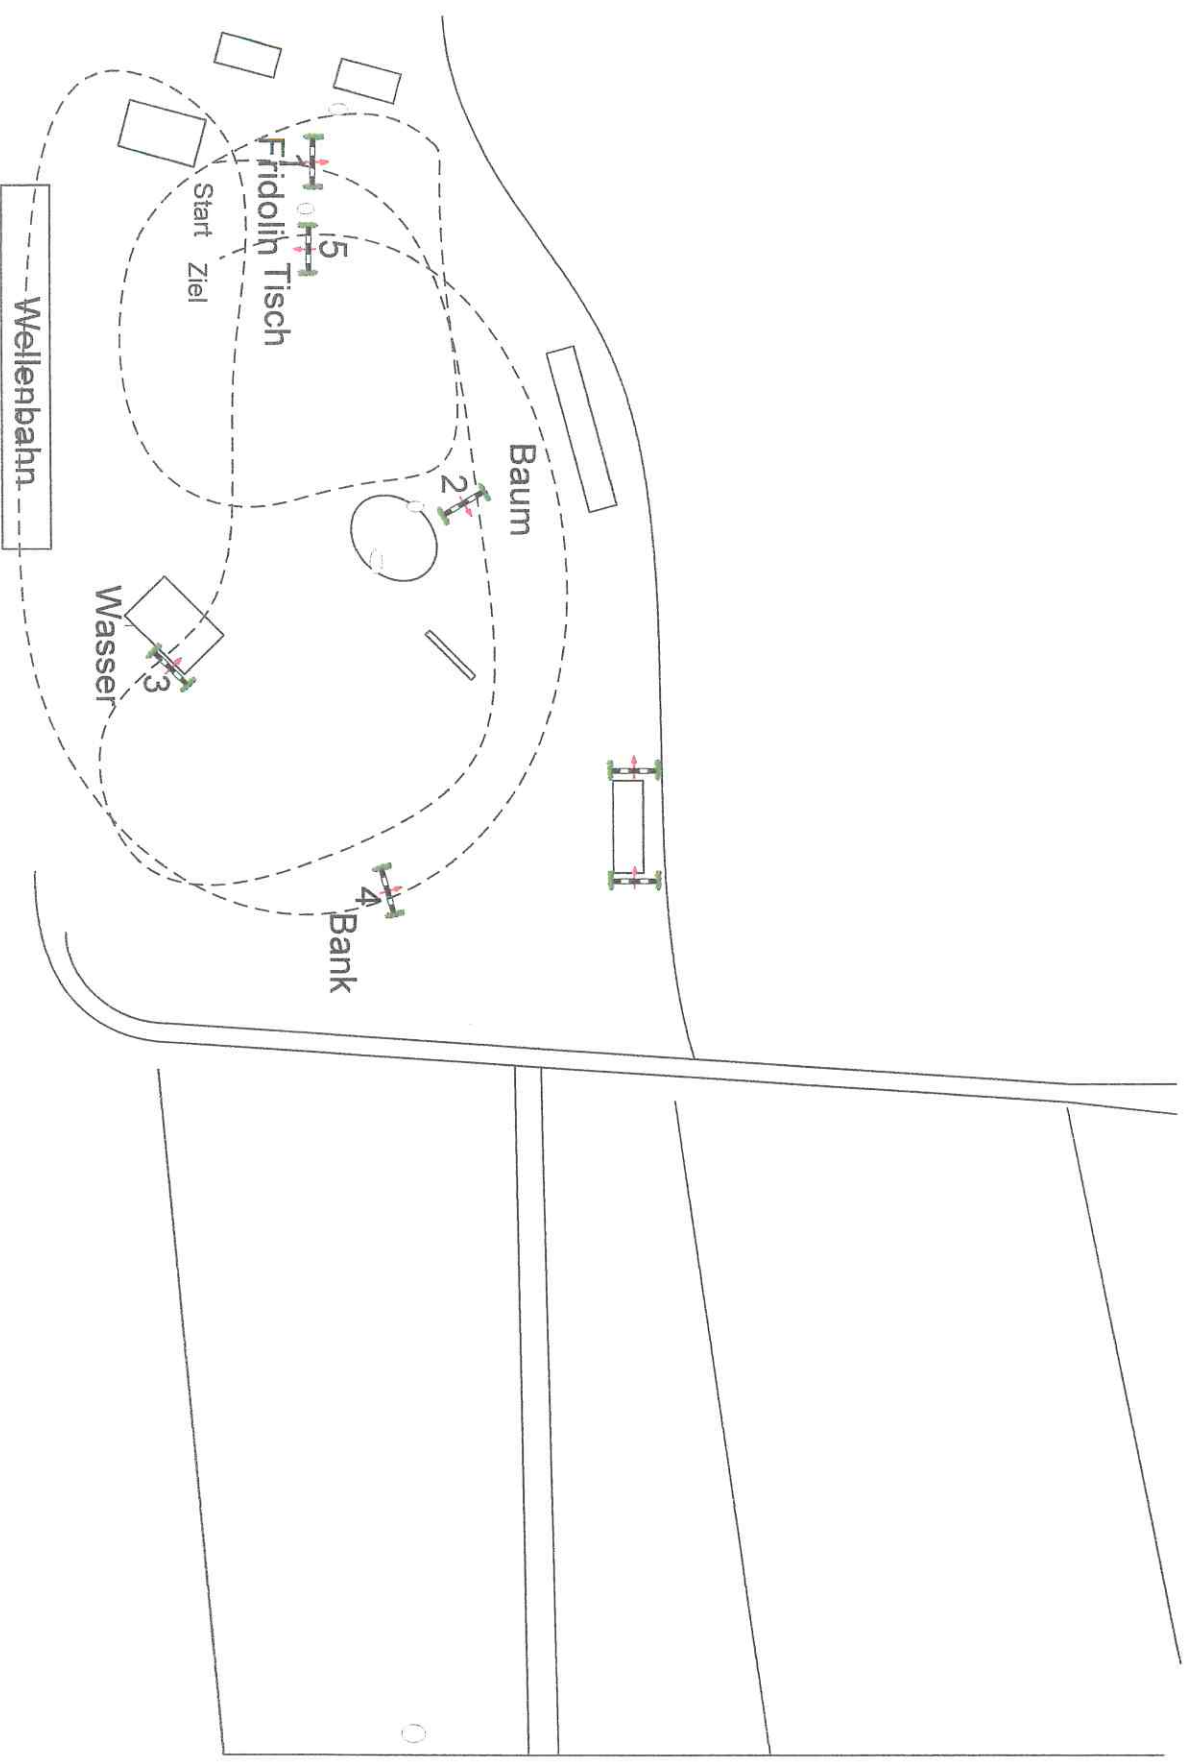 Wellenbahn
Start Ziel
Fridolin Tisch
1
5
Baum
2
Wasser
3
4
Bank